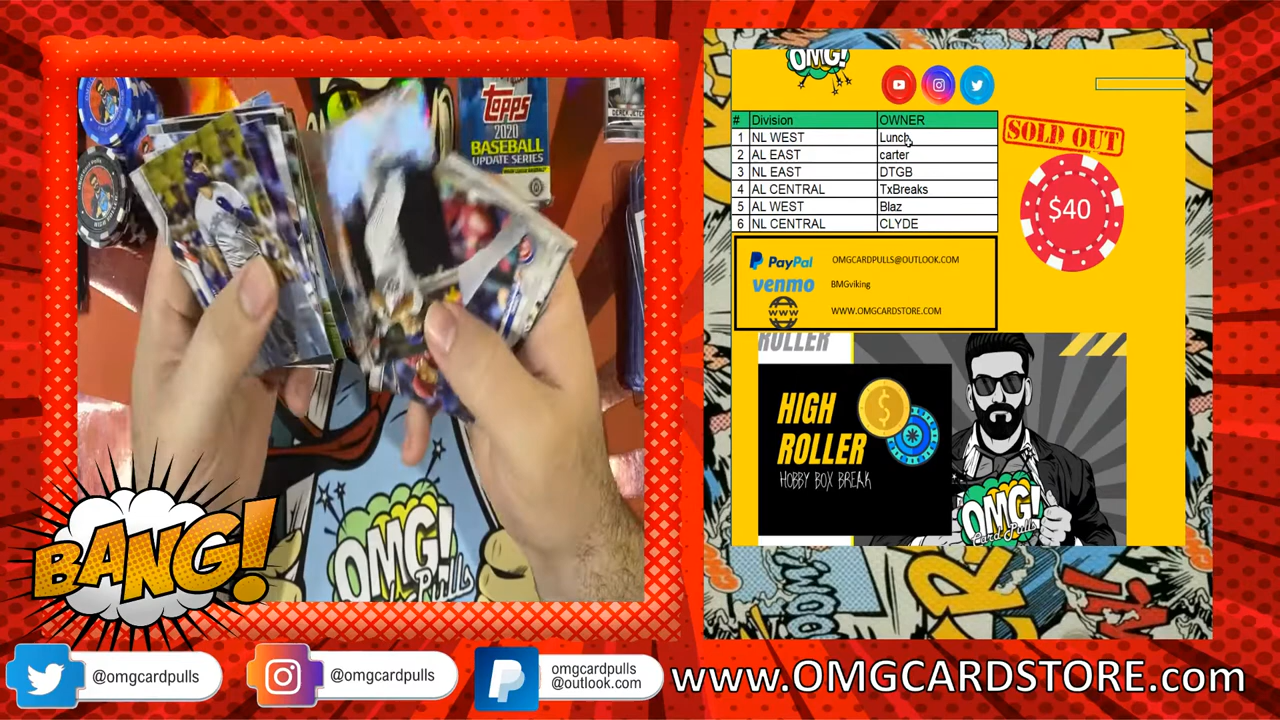 TOPPS
2020
BASEBALL
UPDATE SERIES
OMG!
Pulls
BANG!
OMG!
# Division OWNER
1 NL WEST Lunch
2 AL EAST carter
3 NL EAST DTGB
4 AL CENTRAL TxBreaks
5 AL WEST Blaz
6 NL CENTRAL CLYDE
SOLD OUT
$40
PayPal OMGCARDPULLS@OUTLOOK.COM
venmo BMGviking
WWW WWW.OMGCARDSTORE.COM
ROLLER
HIGH
ROLLER
HOBBY BOX BREAK
OMG!
Card Pulls
@omgcardpulls
@omgcardpulls
omgcardpulls
@outlook.com
www.OMGCARDSTORE.com